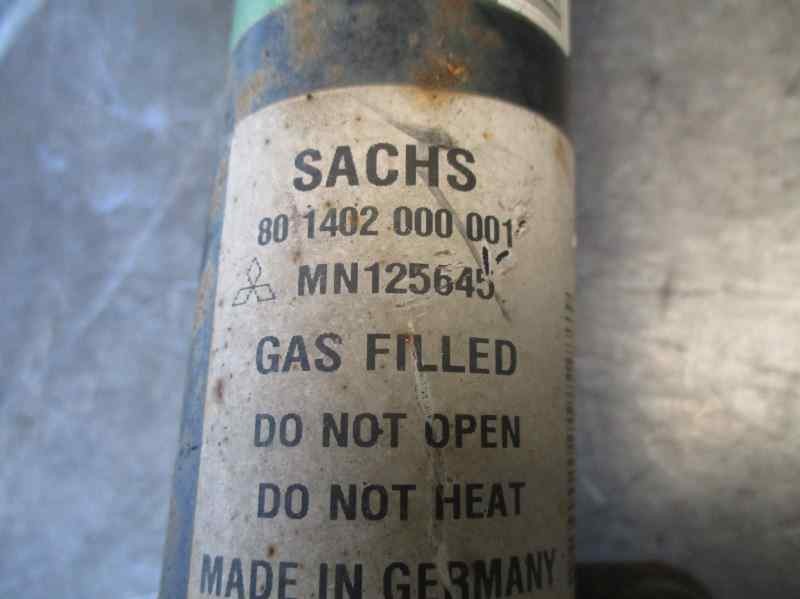 SACHS
80 1402 000 001
MN125645
GAS FILLED
DO NOT OPEN
DO NOT HEAT
MADE IN GERMANY